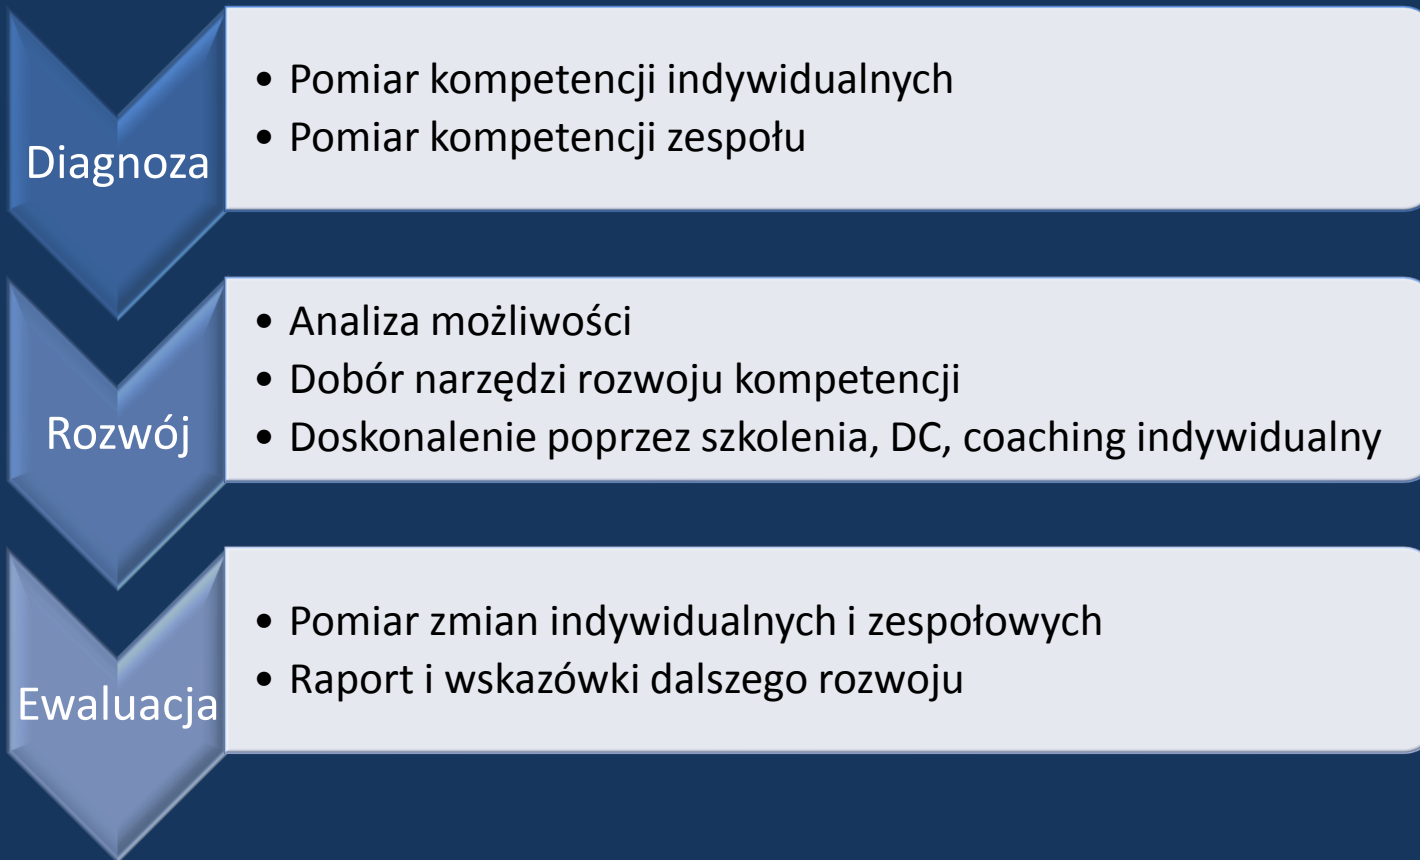 Diagnoza
• Pomiar kompetencji indywidualnych
• Pomiar kompetencji zespołu
Rozwój
• Analiza możliwości
• Dobór narzędzi rozwoju kompetencji
• Doskonalenie poprzez szkolenia, DC, coaching indywidualny
Ewaluacja
• Pomiar zmian indywidualnych i zespołowych
• Raport i wskazówki dalszego rozwoju